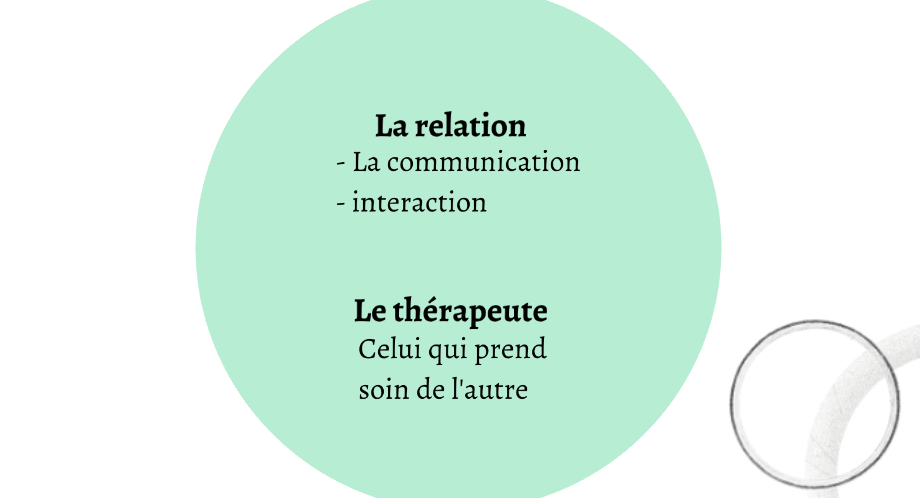 La relation
- La communication
- interaction
Le thérapeute
Celui qui prend
soin de l'autre